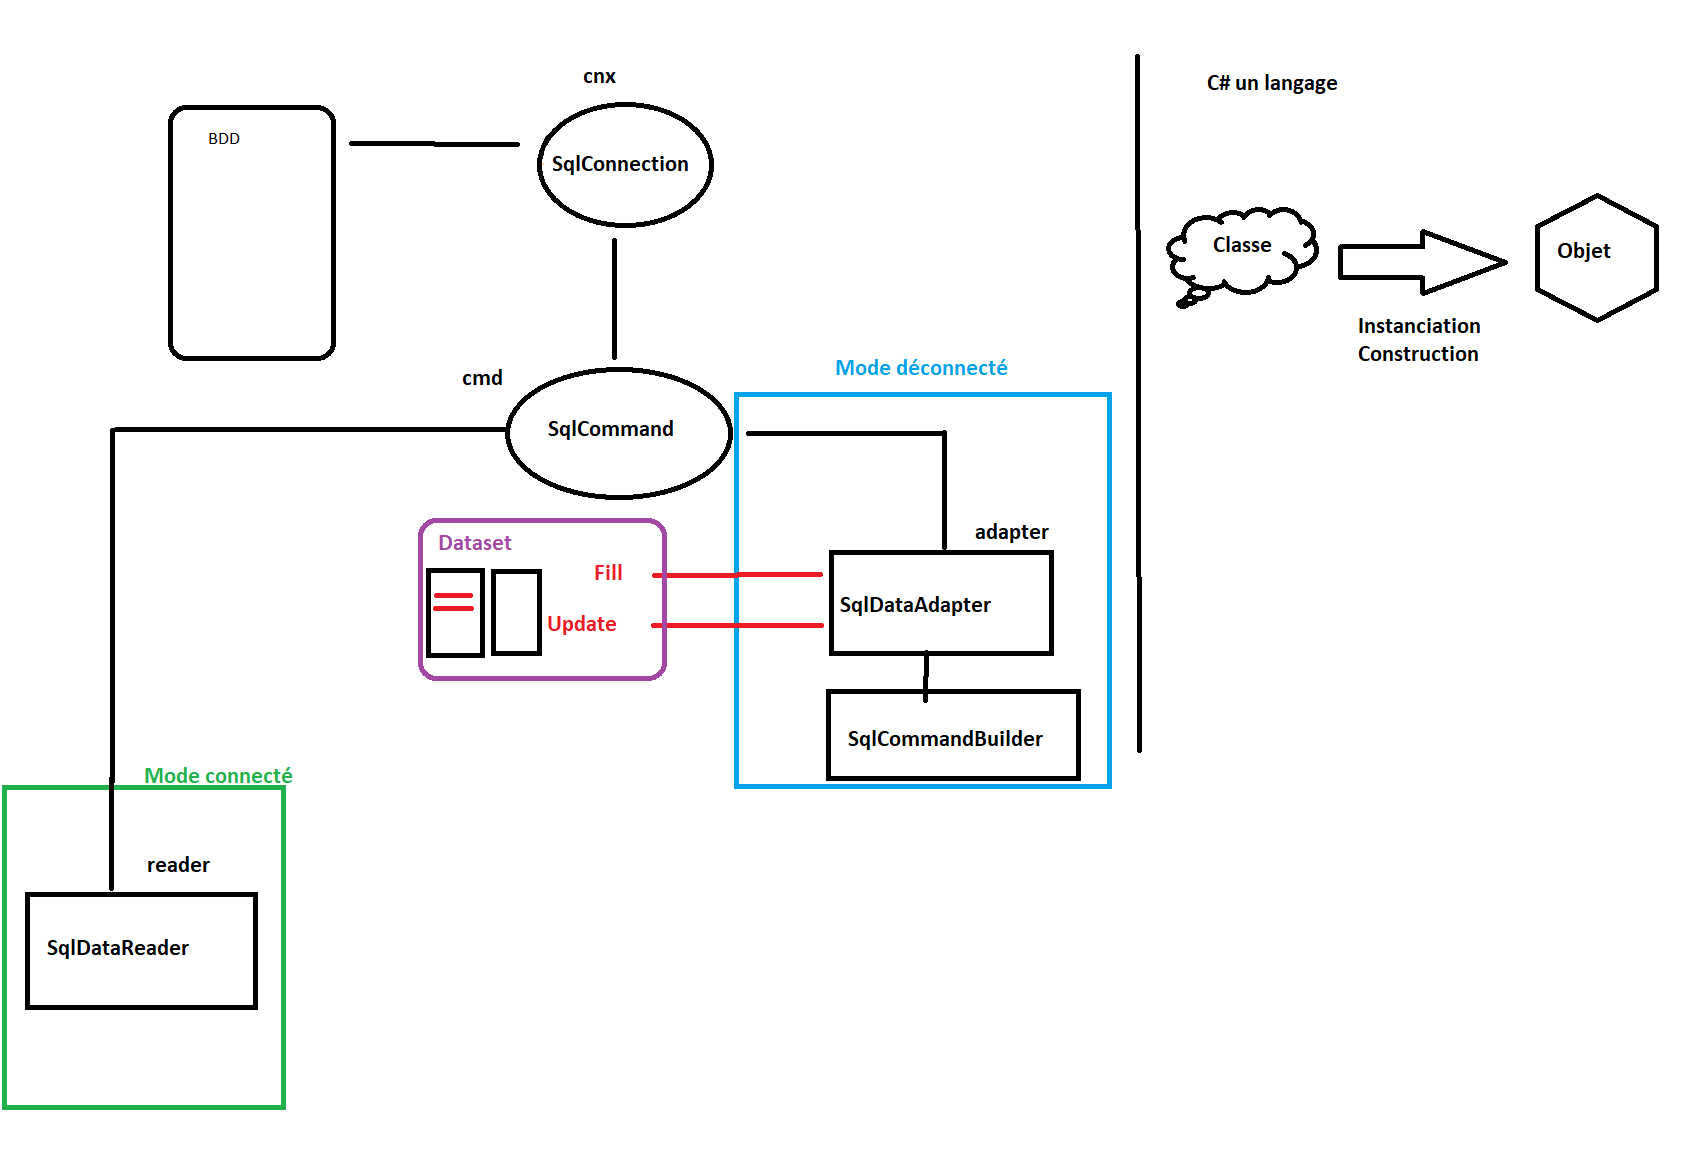 cnx
BDD
SqlConnection
cmd
SqlCommand
Mode déconnecté
adapter
Dataset
Fill
Update
SqlDataAdapter
SqlCommandBuilder
Mode connecté
reader
SqlDataReader
C# un langage
Classe
Objet
Instanciation
Construction